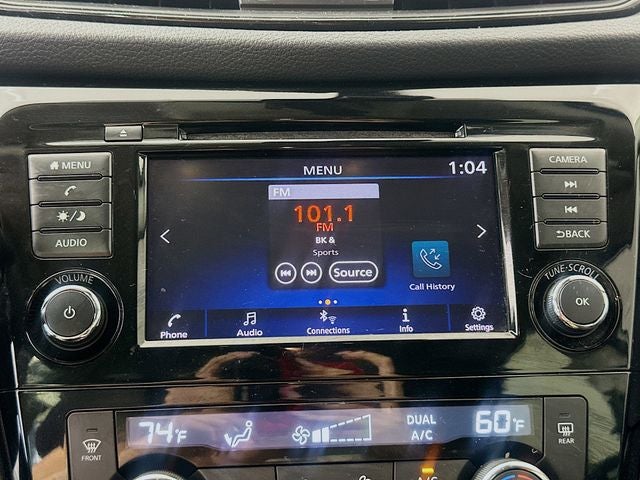 MENU
AUDIO
VOLUME
MENU 1:04
FM
101.1
FM
BK &
Sports
Source
Call History
Phone Audio Connections Info Settings
CAMERA
BACK
TUNE·SCROLL
OK
FRONT
74°F
DUAL
A/C
60°F
REAR
A/C